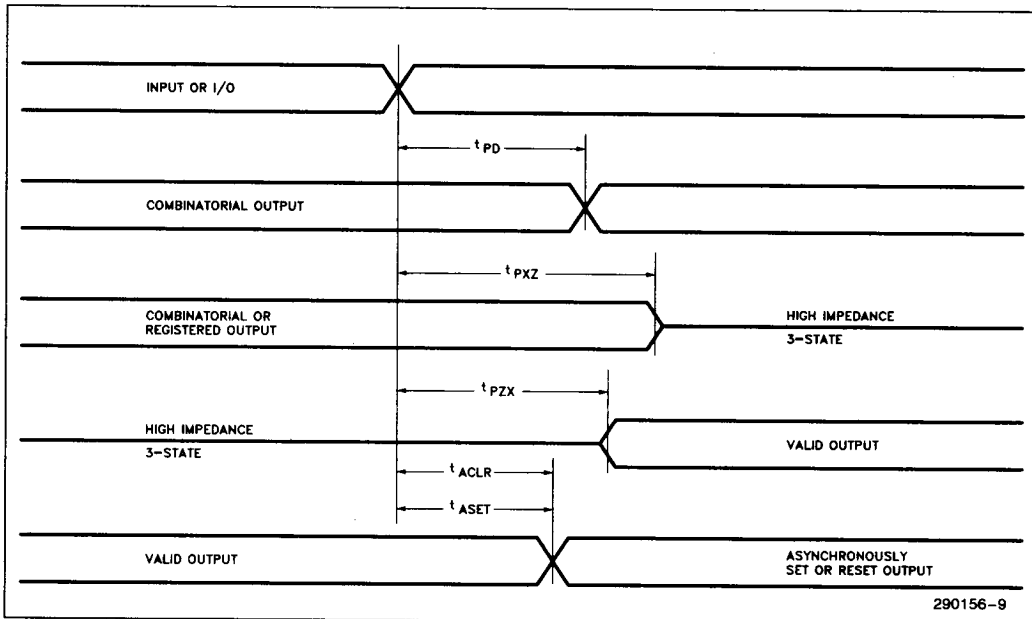 INPUT OR I/O
tPD
COMBINATORIAL OUTPUT
tPXZ
COMBINATORIAL OR
REGISTERED OUTPUT
HIGH IMPEDANCE
3-STATE
tPZX
HIGH IMPEDANCE
3-STATE
VALID OUTPUT
tACLR
tASET
VALID OUTPUT
ASYNCHRONOUSLY
SET OR RESET OUTPUT
290156-9